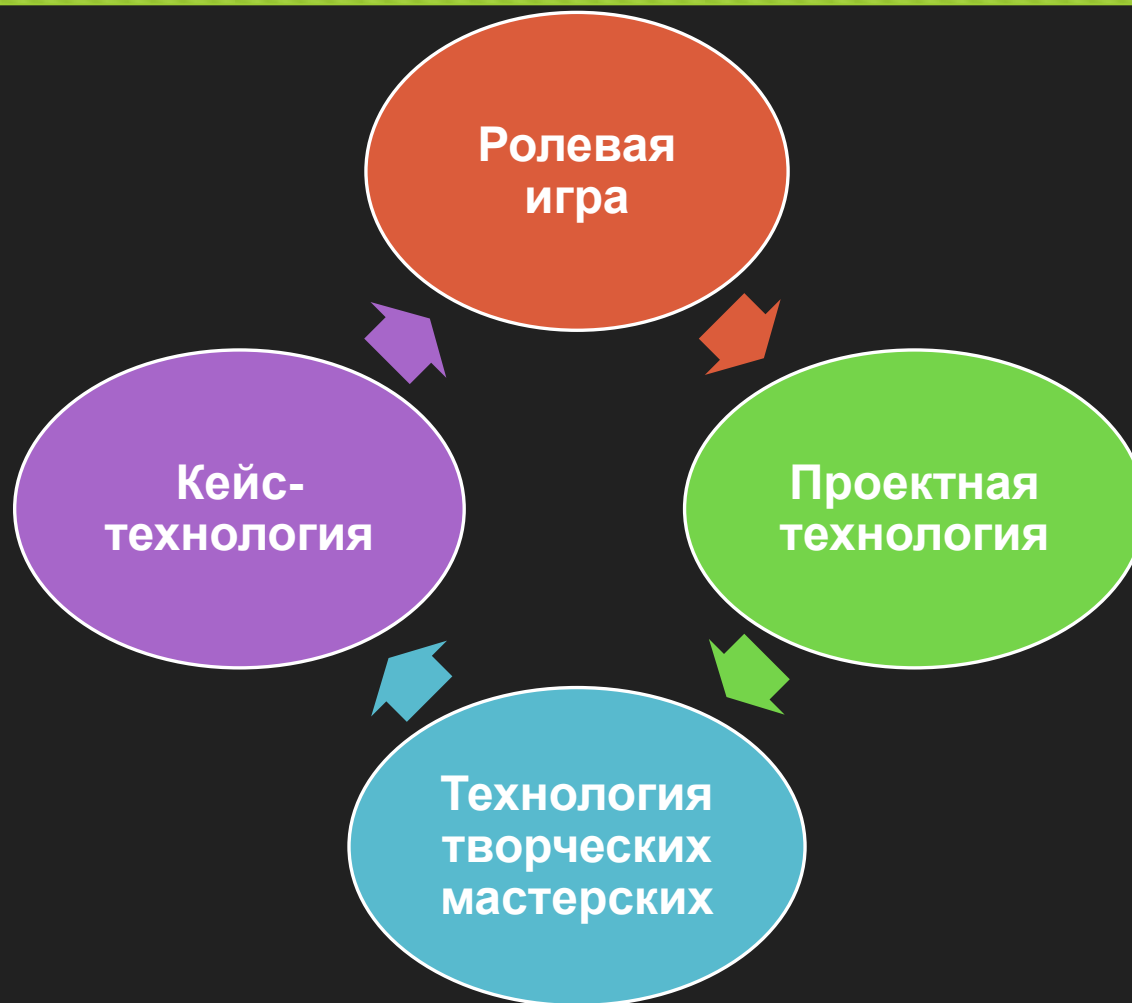 Ролевая
игра
Кейс-
технология
Проектная
технология
Технология
творческих
мастерских